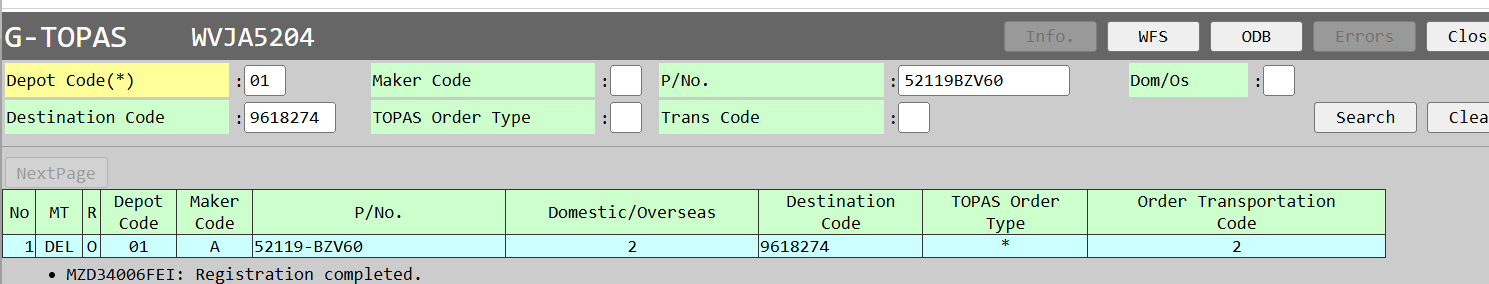 G-TOPAS WVJA5204 Info. WFS ODB Errors Clos
Depot Code(*) : 01 Maker Code : P/No. : 52119BZV60 Dom/Os :
Destination Code : 9618274 TOPAS Order Type : Trans Code : Search Clea
NextPage
No MT R Depot Code Maker Code P/No. Domestic/Overseas Destination Code TOPAS Order Type Order Transportation Code
1 DEL O 01 A 52119-BZV60 2 9618274 * 2
• MZD34006FEI: Registration completed.